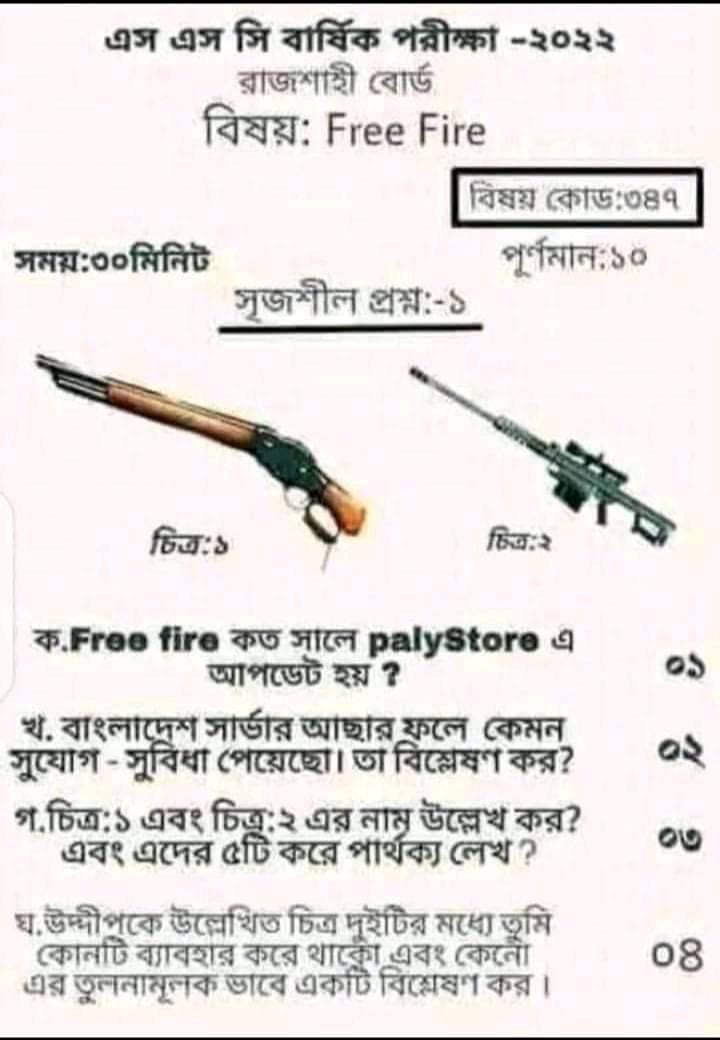 এস এস সি বার্ষিক পরীক্ষা -২০২২
রাজশাহী বোর্ড
বিষয়: Free Fire
বিষয় কোড:৩৪৭
সময়:৩০মিনিট
পূর্ণমান:১০
সৃজশীল প্রশ্ন:-১
চিত্র:১
চিত্র:২
ক.Free fire কত সালে palyStore এ
আপডেট হয় ?
০১
খ. বাংলাদেশ সার্ভার আছার ফলে কেমন
সুযোগ - সুবিধা পেয়েছো। তা বিশ্লেষণ কর?
০২
গ.চিত্র:১ এবং চিত্র:২ এর নাম উল্লেখ কর?
এবং এদের ৫টি করে পার্থক্য লেখ ?
০৩
ঘ.উদ্দীপকে উল্লেখিত চিত্র দুইটির মধ্যে তুমি
কোনটি ব্যাবহার করে থাকো এবং কেনো
এর তুলনামূলক ভাবে একটি বিশ্লেষণ কর ।
০৪